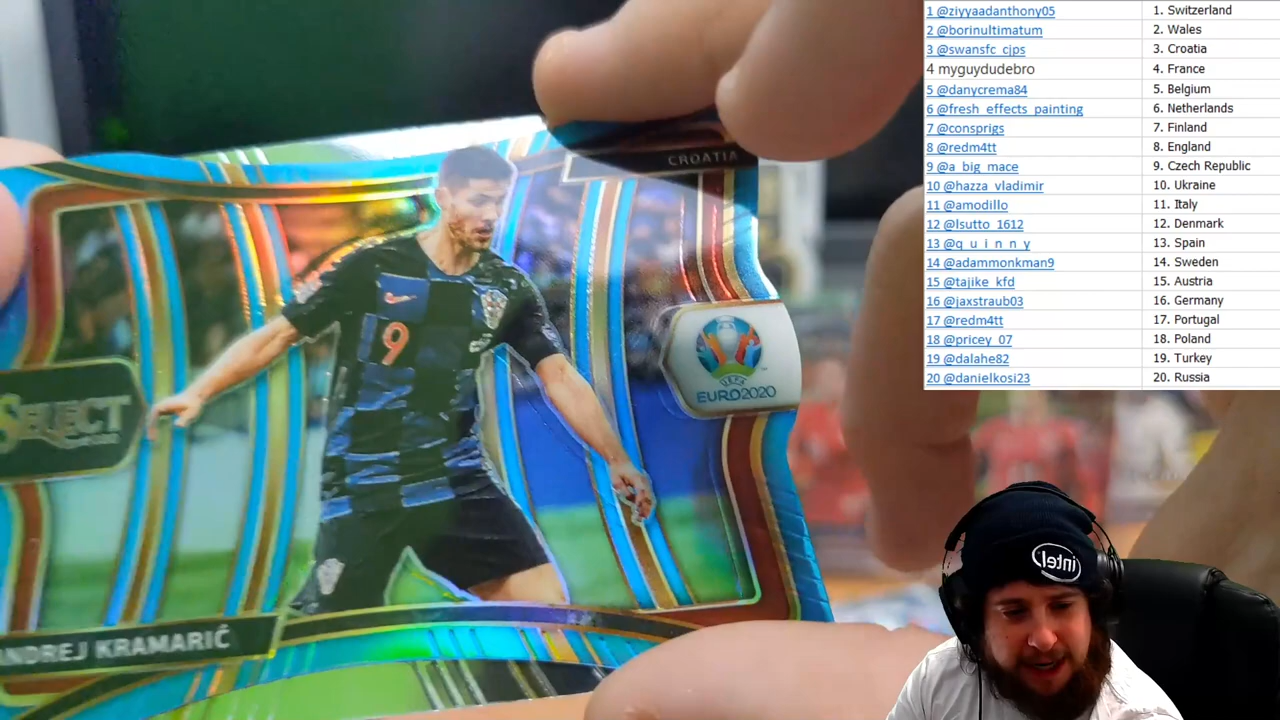 1 @ziyyaadanthony05 1. Switzerland
2 @borinultimatum 2. Wales
3 @swansfc_cjps 3. Croatia
4 myguydudebro 4. France
5 @danycrema84 5. Belgium
6 @fresh_effects_painting 6. Netherlands
7 @consprigs 7. Finland
8 @redm4tt 8. England
9 @a_big_mace 9. Czech Republic
10 @hazza_vladimir 10. Ukraine
11 @amodillo 11. Italy
12 @lsutto_1612 12. Denmark
13 @q_u_i_n_n_y 13. Spain
14 @adammonkman9 14. Sweden
15 @tajike_kfd 15. Austria
16 @jaxstraub03 16. Germany
17 @redm4tt 17. Portugal
18 @pricey_07 18. Poland
19 @dalahe82 19. Turkey
20 @danielkosi23 20. Russia
CROATIA
9
UEFA
EURO2020
SELECT
NDREJ KRAMARIĆ
intel